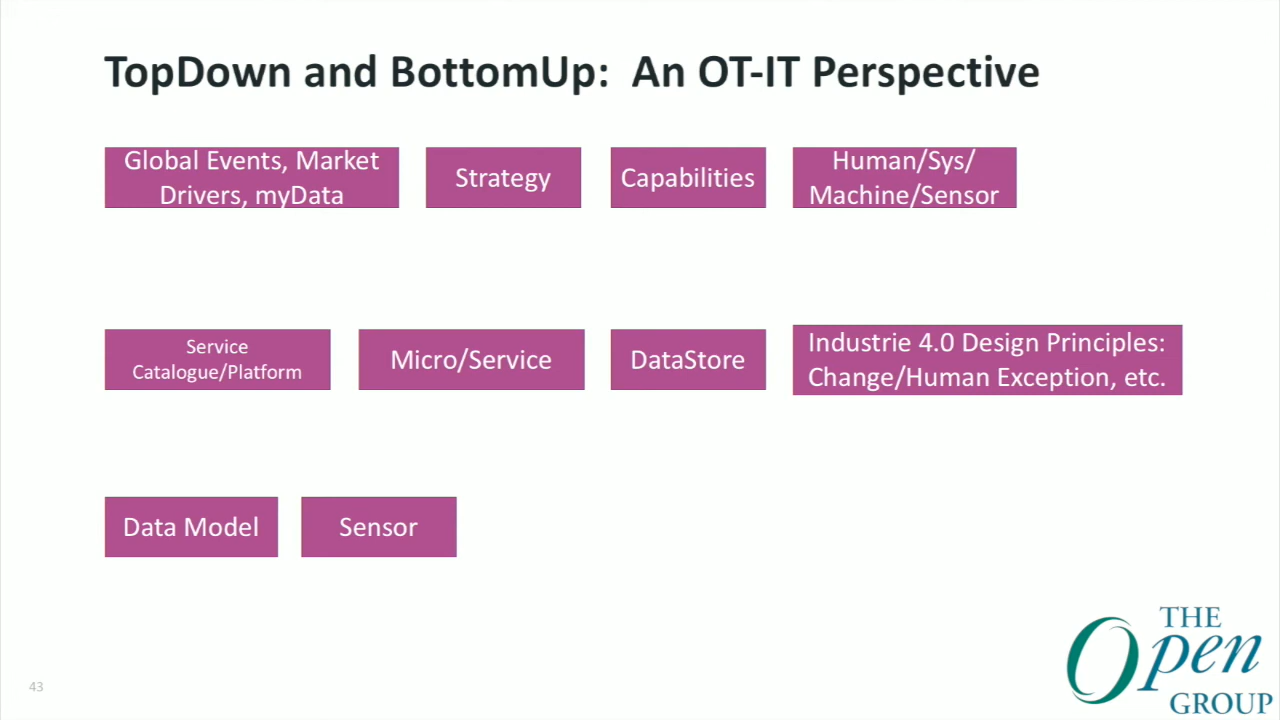 TopDown and BottomUp: An OT-IT Perspective
Global Events, Market
Drivers, myData
Strategy
Capabilities
Human/Sys/
Machine/Sensor
Service
Catalogue/Platform
Micro/Service
DataStore
Industrie 4.0 Design Principles:
Change/Human Exception, etc.
Data Model
Sensor
43
THE
Open
GROUP